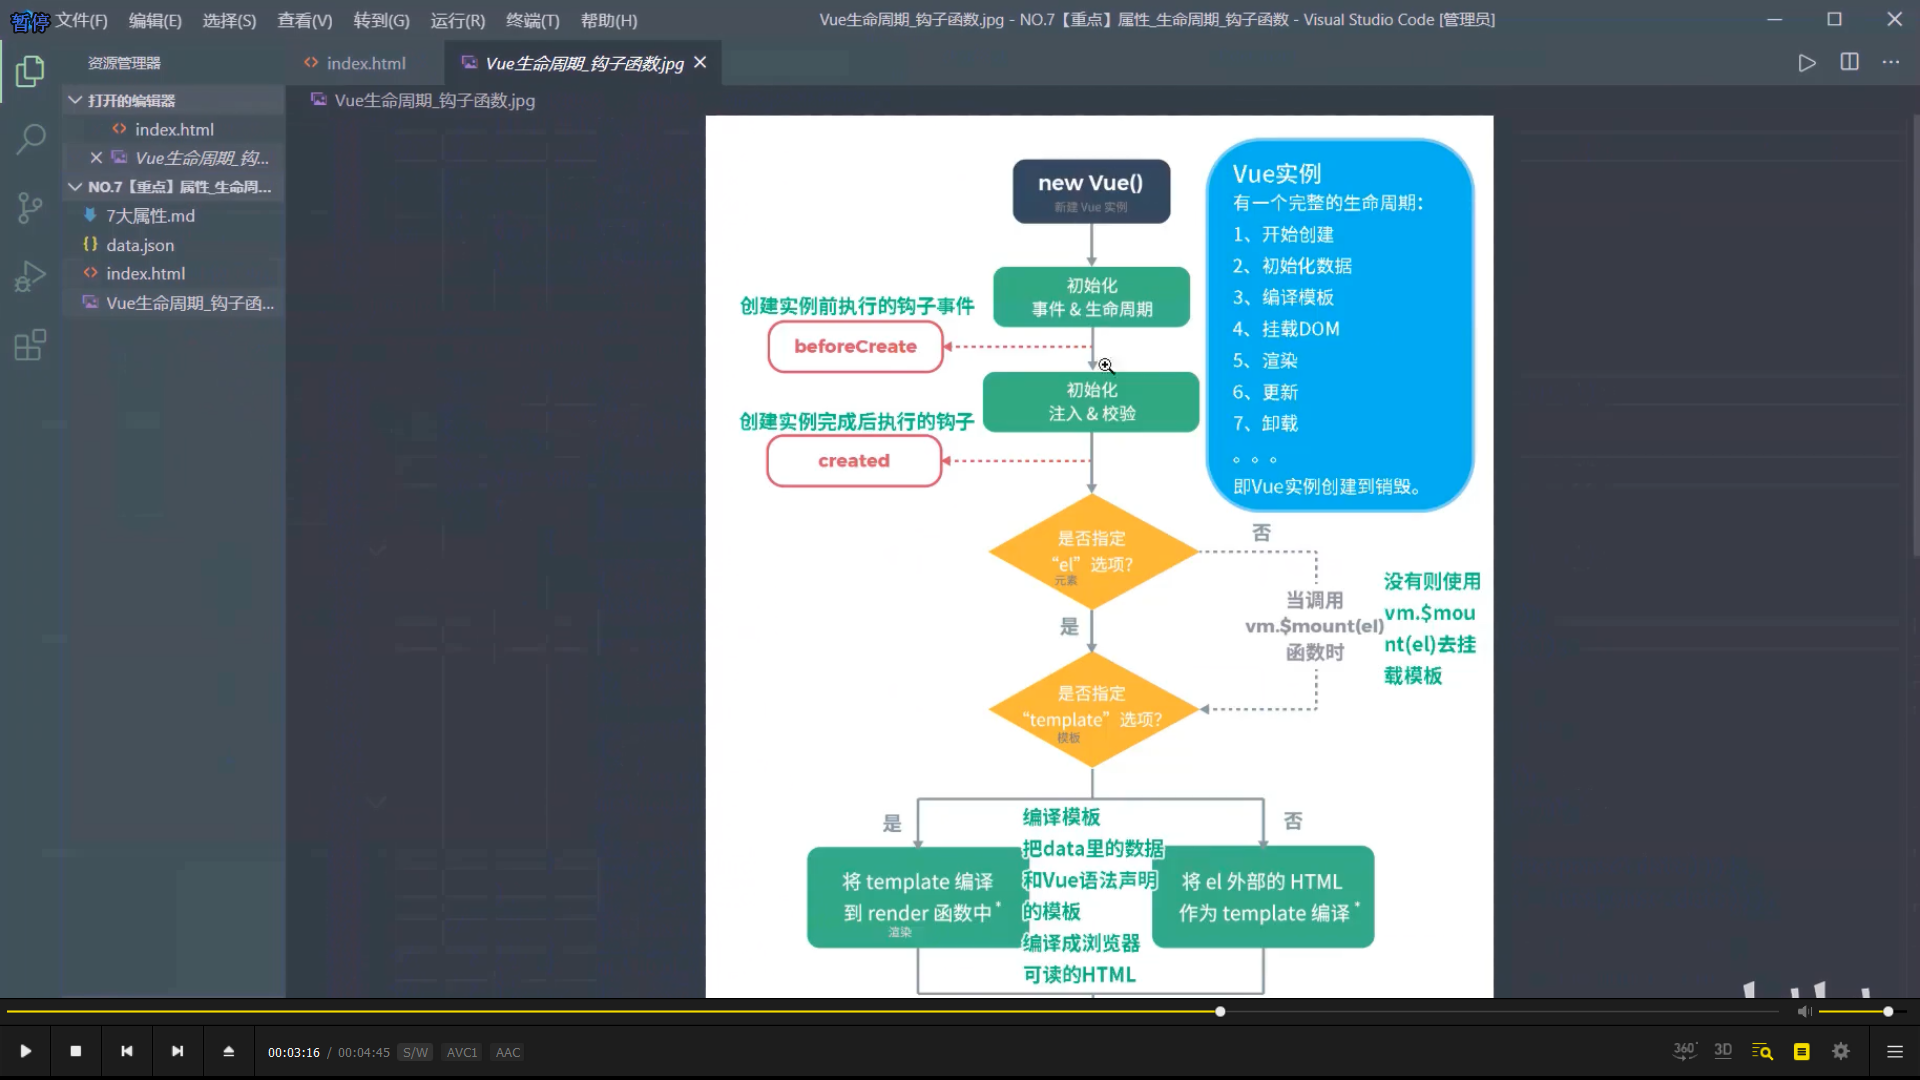 暂停
文件(F) 编辑(E) 选择(S) 查看(V) 转到(G) 运行(R) 终端(T) 帮助(H)
Vue生命周期_钩子函数.jpg - NO.7【重点】属性_生命周期_钩子函数 - Visual Studio Code [管理员]
资源管理器
index.html
Vue生命周期_钩子函数.jpg
打开的编辑器
Vue生命周期_钩子函数.jpg
index.html
Vue生命周期_钩...
NO.7【重点】属性_生命周...
7大属性.md
{} data.json
index.html
Vue生命周期_钩子函...
new Vue()
新建 Vue 实例
初始化
事件 & 生命周期
创建实例前执行的钩子事件
beforeCreate
初始化
注入 & 校验
创建实例完成后执行的钩子
created
Vue实例
有一个完整的生命周期：
1、开始创建
2、初始化数据
3、编译模板
4、挂载DOM
5、渲染
6、更新
7、卸载
。。。
即Vue实例创建到销毁。
是否指定
“el”选项?
元素
否
当调用
vm.$mount(el)
函数时
没有则使用
vm.$mou
nt(el)去挂
载模板
是
是否指定
“template”选项?
模板
是
否
编译模板
把data里的数据
和Vue语法声明
的模板
编译成浏览器
可读的HTML
将 template 编译
到 render 函数中*
渲染
将 el 外部的 HTML
作为 template 编译*
00:03:16 / 00:04:45 S/W AVC1 AAC
360° 3D